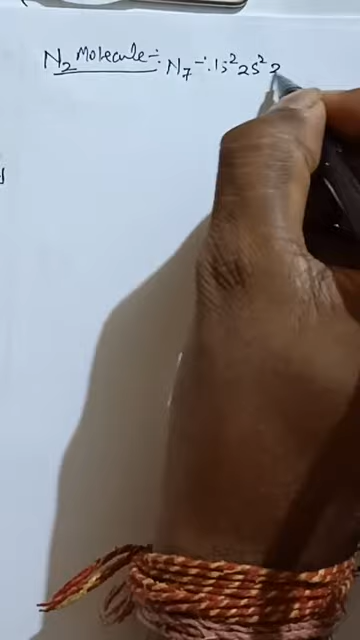 N₂ Molecule ÷ N₇ ÷ 1s² 2s² 2